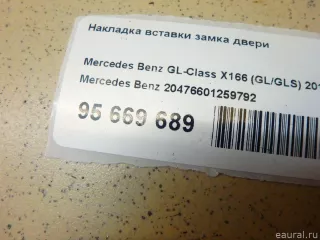 Накладка вставки замка двери
Mercedes Benz GL-Class X166 (GL/GLS) 201
Mercedes Benz 20476601259792
95 669 689
eaural.ru